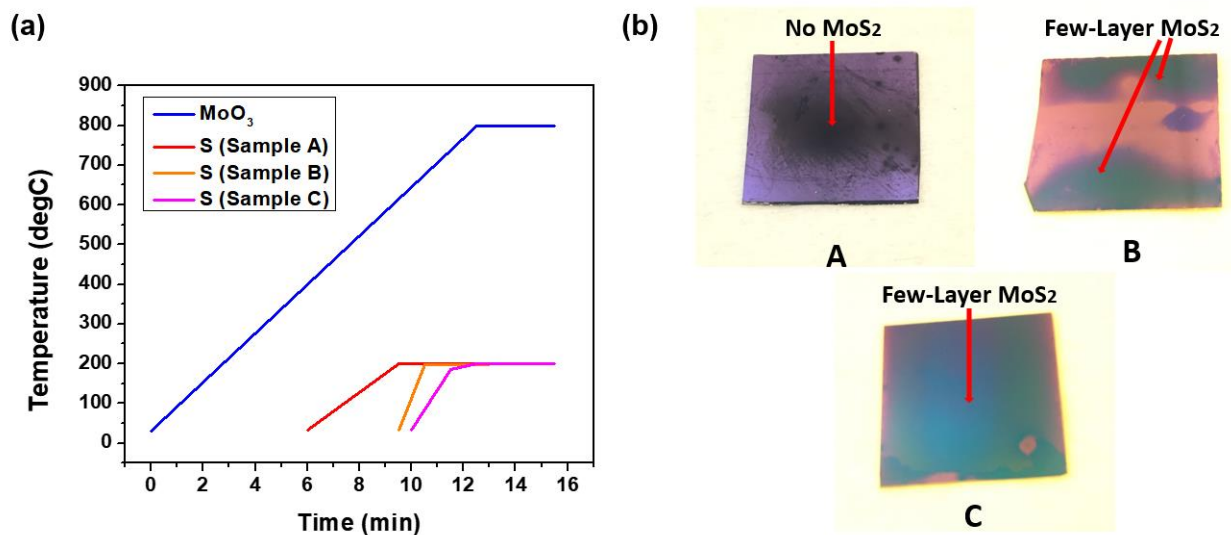 (a)
900
800
700
600
500
400
300
200
100
0
Temperature (degC)
MoO₃
S (Sample A)
S (Sample B)
S (Sample C)
0 2 4 6 8 10 12 14 16
Time (min)
(b)
No MoS₂
A
Few-Layer MoS₂
B
Few-Layer MoS₂
C